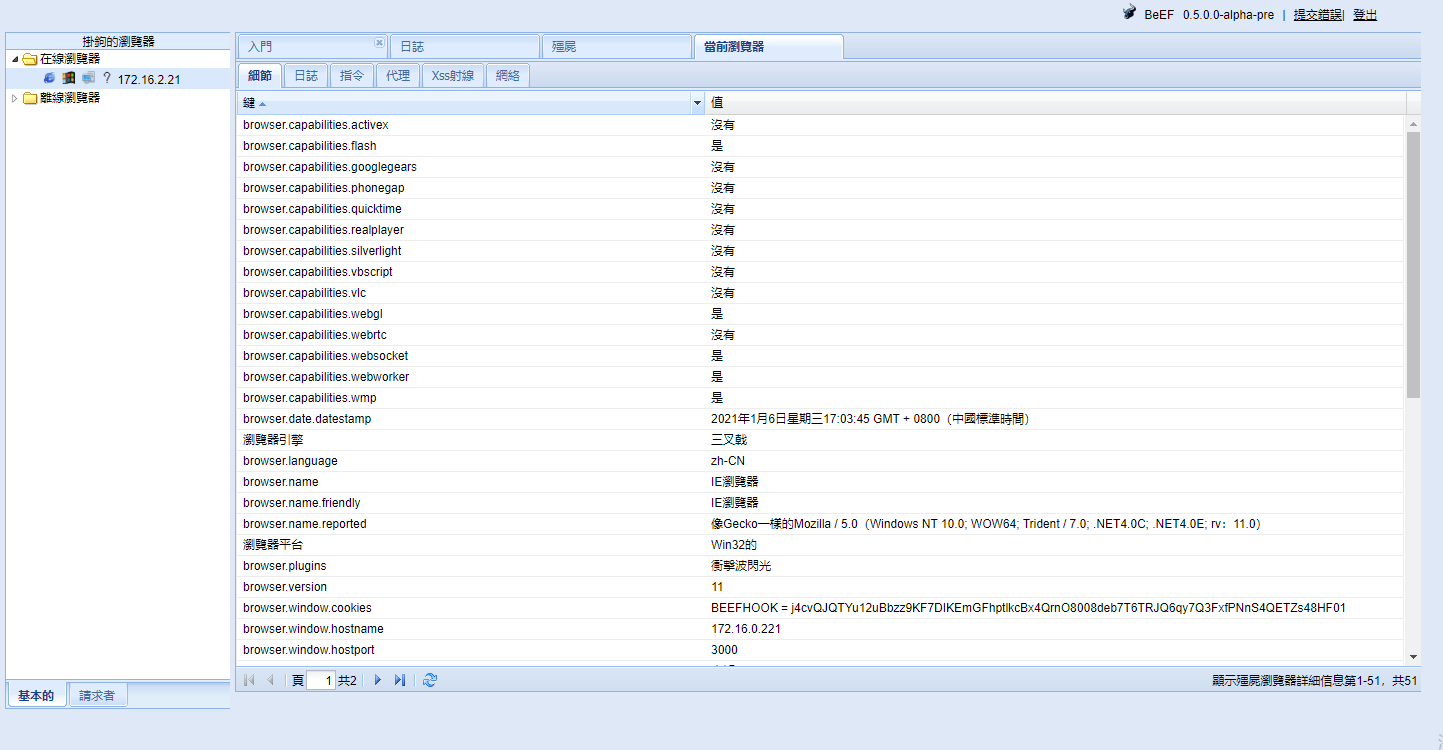 BeEF 0.5.0.0-alpha-pre | 提交錯誤| 登出
掛鉤的瀏覽器
在線瀏覽器
? 172.16.2.21
離線瀏覽器
基本的 請求者
入門 日誌 殭屍 當前瀏覽器
細節 日誌 指令 代理 Xss射線 網絡
鍵 值
browser.capabilities.activex 沒有
browser.capabilities.flash 是
browser.capabilities.googlegears 沒有
browser.capabilities.phonegap 沒有
browser.capabilities.quicktime 沒有
browser.capabilities.realplayer 沒有
browser.capabilities.silverlight 沒有
browser.capabilities.vbscript 沒有
browser.capabilities.vlc 沒有
browser.capabilities.webgl 是
browser.capabilities.webrtc 沒有
browser.capabilities.websocket 是
browser.capabilities.webworker 是
browser.capabilities.wmp 是
browser.date.datestamp 2021年1月6日星期三17:03:45 GMT + 0800（中國標準時間）
瀏覽器引擎 三叉戟
browser.language zh-CN
browser.name IE瀏覽器
browser.name.friendly IE瀏覽器
browser.name.reported 像Gecko一樣的Mozilla / 5.0（Windows NT 10.0; WOW64; Trident / 7.0; .NET4.0C; .NET4.0E; rv：11.0）
瀏覽器平台 Win32的
browser.plugins 衝擊波閃光
browser.version 11
browser.window.cookies BEEFHOOK = j4cvQJQTYu12uBbzz9KF7DIKEmGFhptlkcBx4QrnO8008deb7T6TRJQ6qy7Q3FxfPNnS4QETZs48HF01
browser.window.hostname 172.16.0.221
browser.window.hostport 3000
頁 1 共2
顯示殭屍瀏覽器詳細信息第1-51，共51